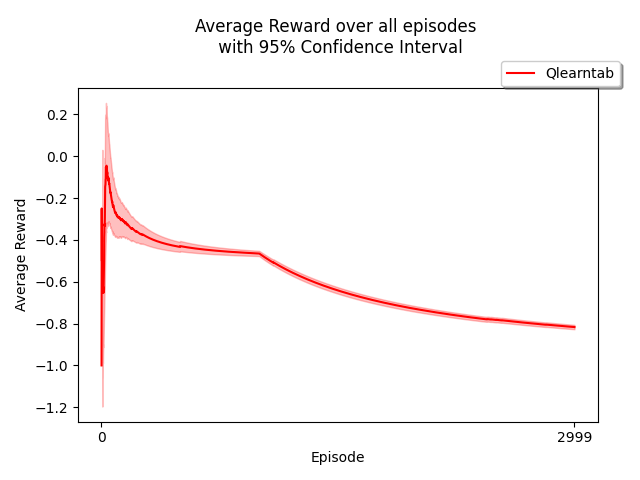 Average Reward over all episodes
with 95% Confidence Interval
Qlearntab
0.2
0.0
−0.2
−0.4
−0.6
−0.8
−1.0
−1.2
Average Reward
0
2999
Episode